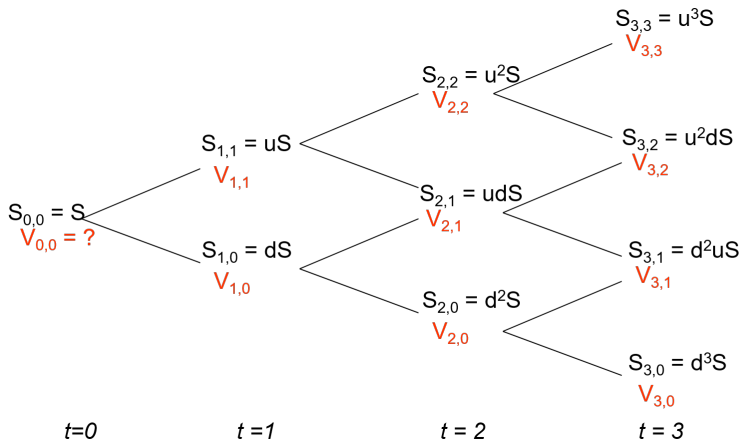 S₃,₃ = u³S
V₃,₃
S₂,₂ = u²S
V₂,₂
S₁,₁ = uS
V₁,₁
S₃,₂ = u²dS
V₃,₂
S₀,₀ = S
V₀,₀ = ?
S₂,₁ = udS
V₂,₁
S₁,₀ = dS
V₁,₀
S₃,₁ = d²uS
V₃,₁
S₂,₀ = d²S
V₂,₀
S₃,₀ = d³S
V₃,₀
t=0 t =1 t = 2 t = 3